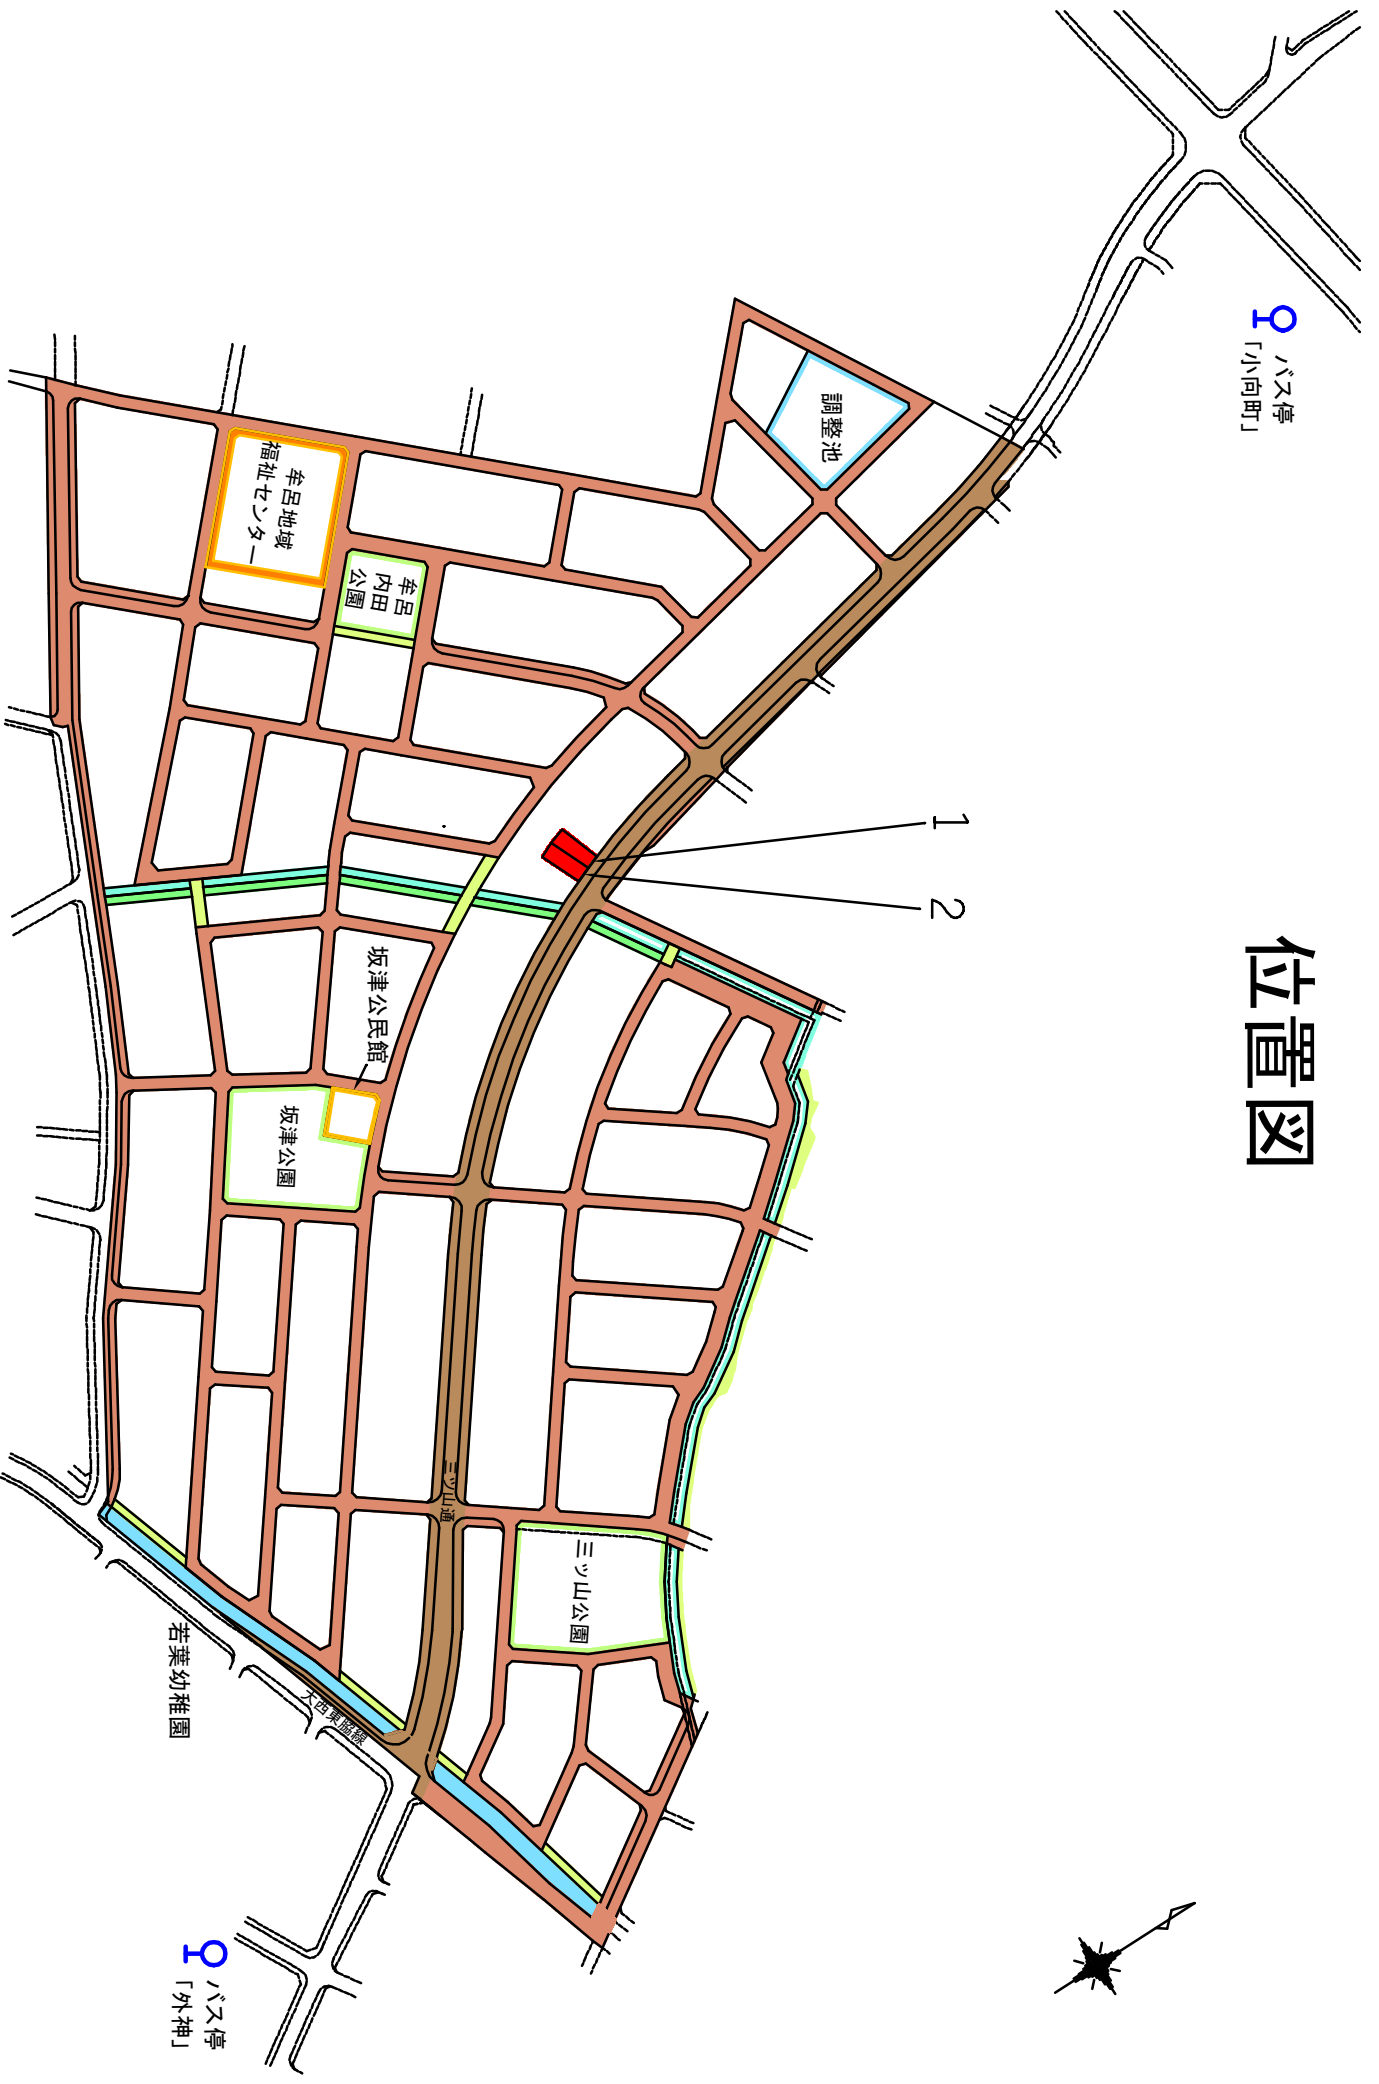 位置図
バス停
「小向町」
調整池
牟呂地域
福祉センター
牟呂
内田
公園
1
2
坂津公民館
坂津公園
三ツ山通
三ッ山公園
若葉幼稚園
大西東脇線
バス停
「外神」